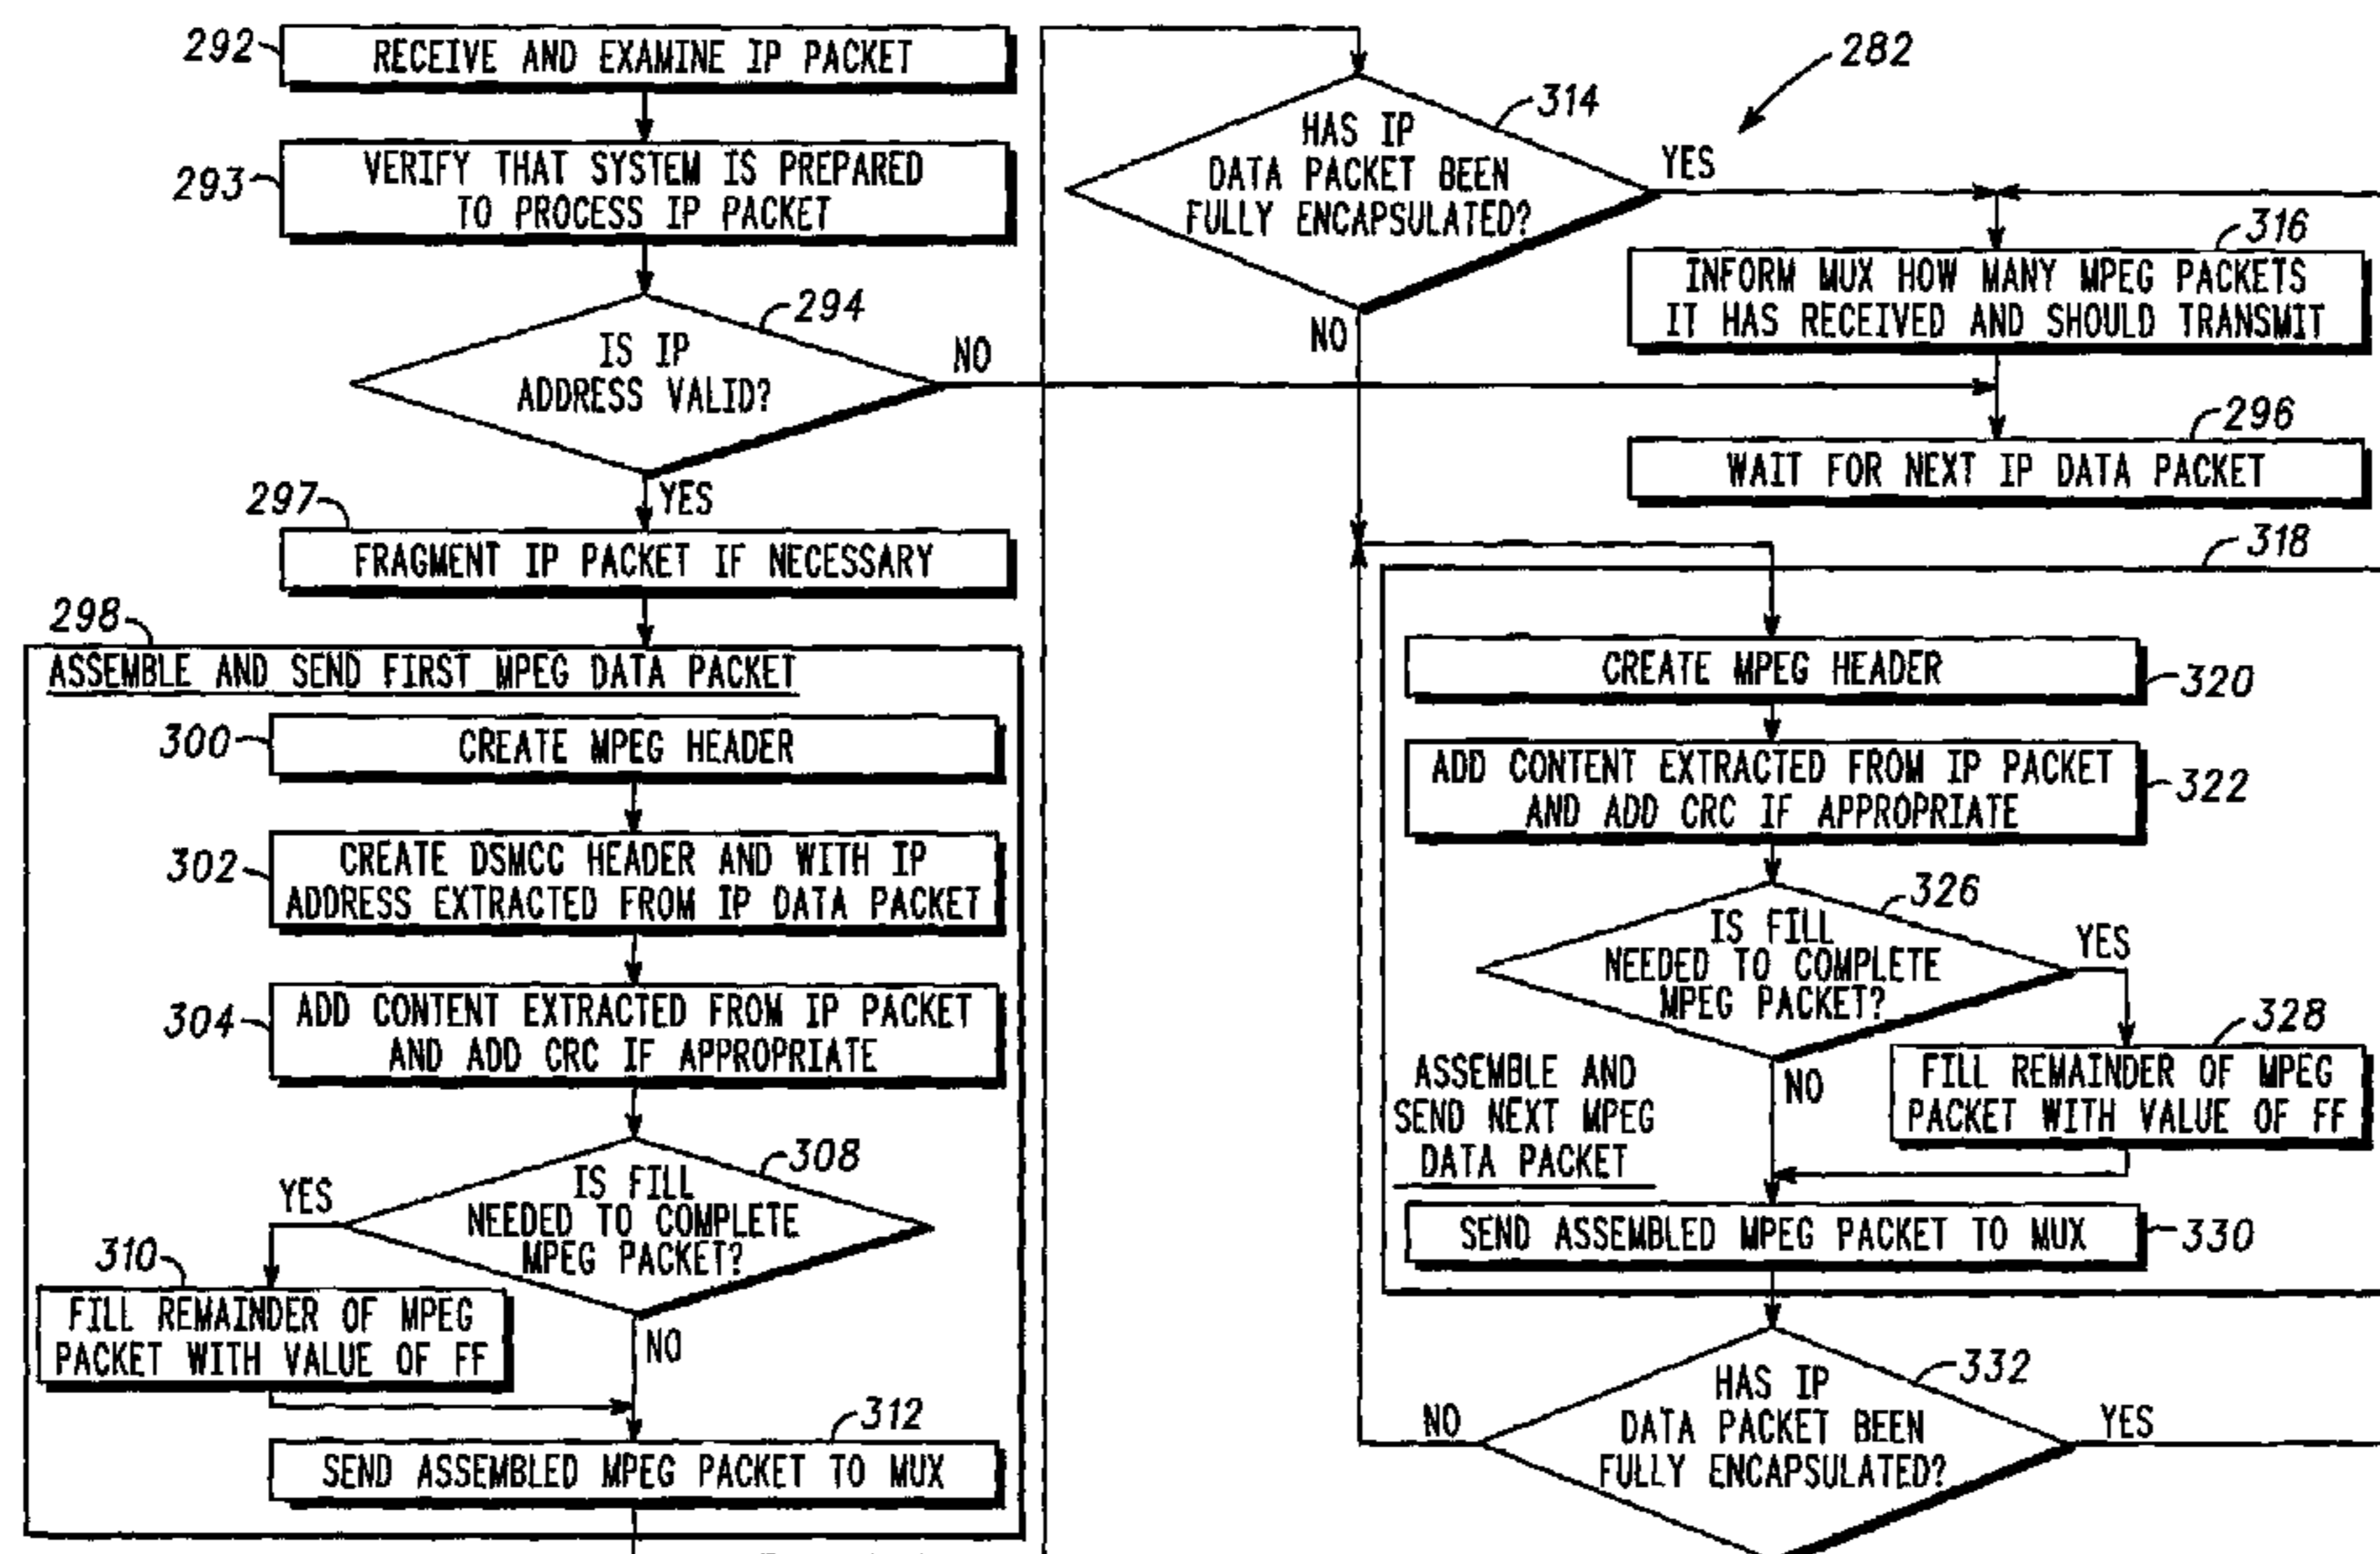 292
RECEIVE AND EXAMINE IP PACKET
293
VERIFY THAT SYSTEM IS PREPARED
TO PROCESS IP PACKET
294
IS IP
ADDRESS VALID?
NO
YES
297
FRAGMENT IP PACKET IF NECESSARY
298
ASSEMBLE AND SEND FIRST MPEG DATA PACKET
300
CREATE MPEG HEADER
302
CREATE DSMCC HEADER AND WITH IP
ADDRESS EXTRACTED FROM IP DATA PACKET
304
ADD CONTENT EXTRACTED FROM IP PACKET
AND ADD CRC IF APPROPRIATE
308
IS FILL
NEEDED TO COMPLETE
MPEG PACKET?
YES
310
FILL REMAINDER OF MPEG
PACKET WITH VALUE OF FF
NO
312
SEND ASSEMBLED MPEG PACKET TO MUX
282
314
HAS IP
DATA PACKET BEEN
FULLY ENCAPSULATED?
YES
NO
316
INFORM MUX HOW MANY MPEG PACKETS
IT HAS RECEIVED AND SHOULD TRANSMIT
296
WAIT FOR NEXT IP DATA PACKET
318
CREATE MPEG HEADER
320
ADD CONTENT EXTRACTED FROM IP PACKET
AND ADD CRC IF APPROPRIATE
322
326
IS FILL
NEEDED TO COMPLETE
MPEG PACKET?
YES
328
FILL REMAINDER OF MPEG
PACKET WITH VALUE OF FF
NO
ASSEMBLE AND
SEND NEXT MPEG
DATA PACKET
SEND ASSEMBLED MPEG PACKET TO MUX
330
332
HAS IP
DATA PACKET BEEN
FULLY ENCAPSULATED?
NO
YES